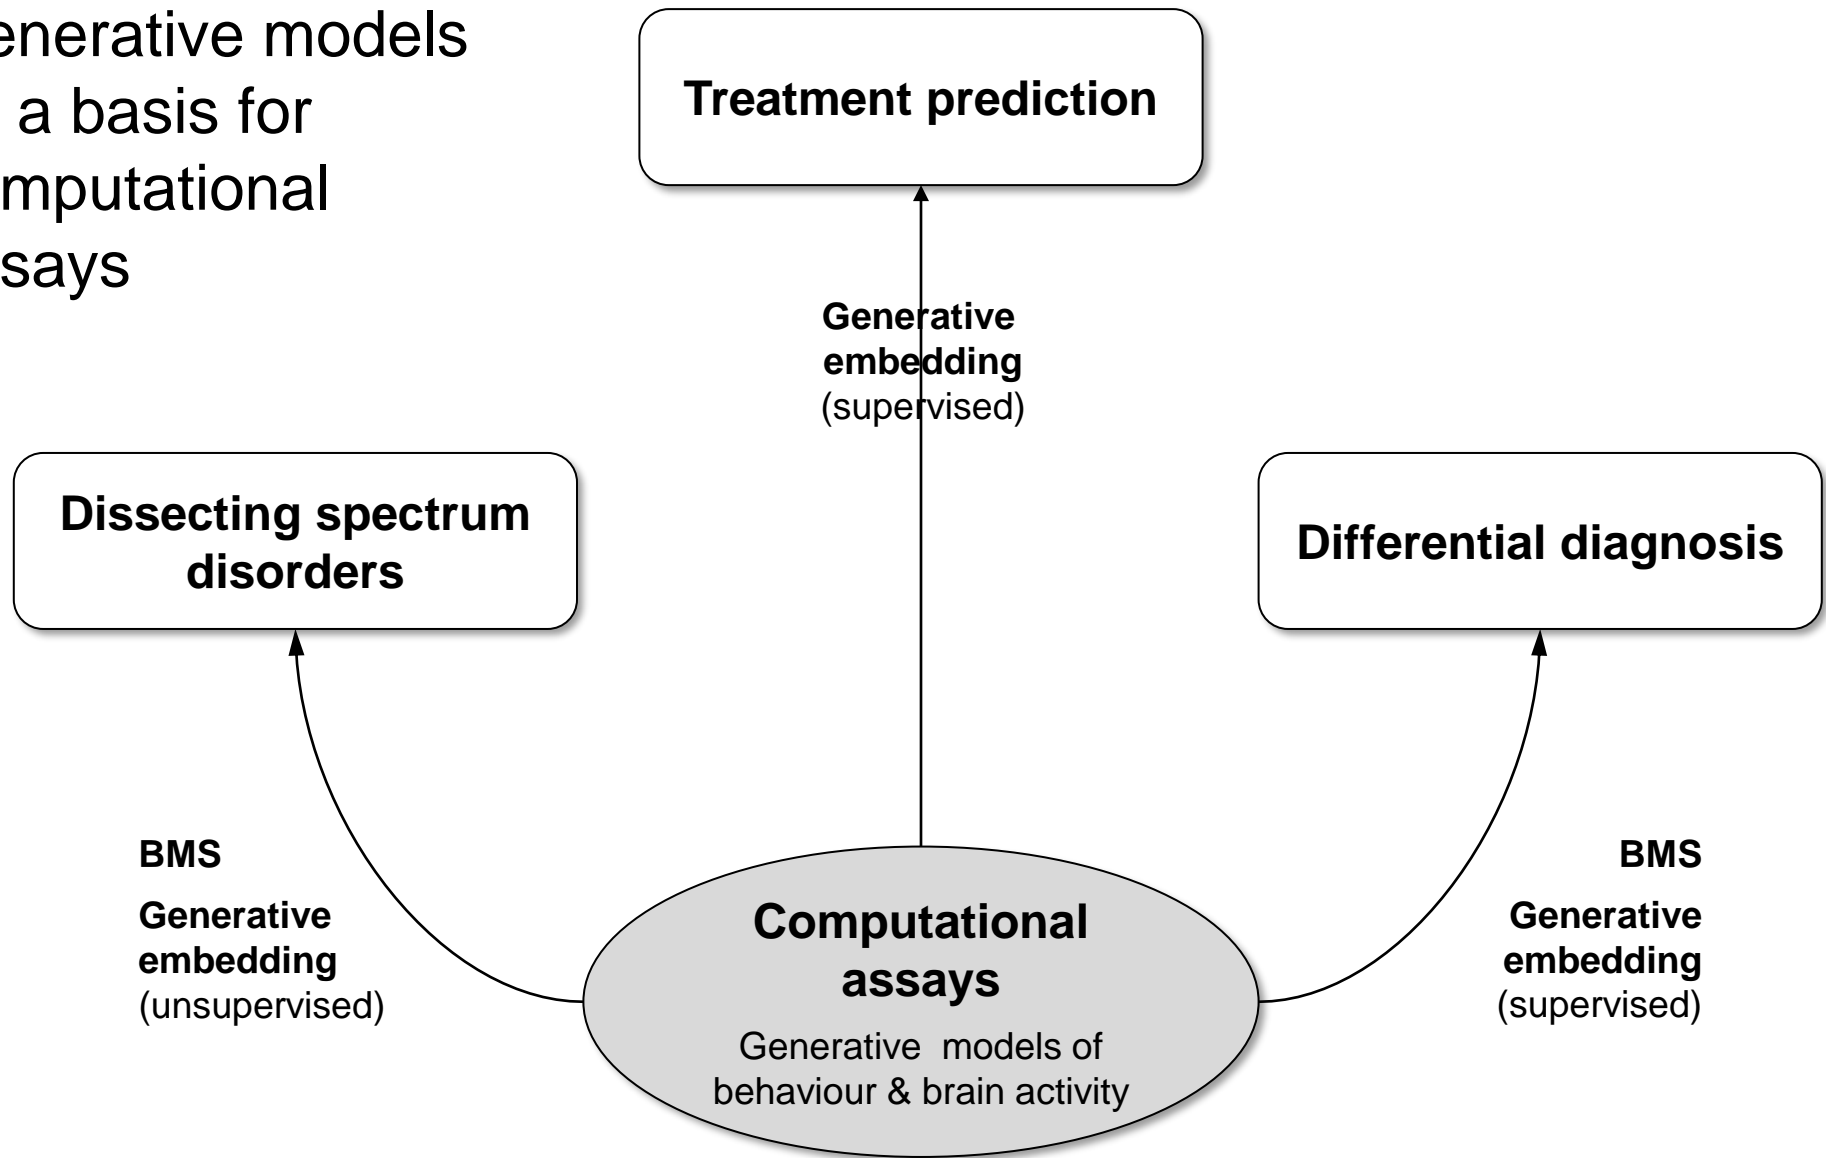 enerative models
a basis for
mputational
says
Treatment prediction
Generative
embedding
(supervised)
Dissecting spectrum
disorders
Differential diagnosis
BMS
Generative
embedding
(unsupervised)
BMS
Generative
embedding
(supervised)
Computational
assays
Generative models of
behaviour & brain activity